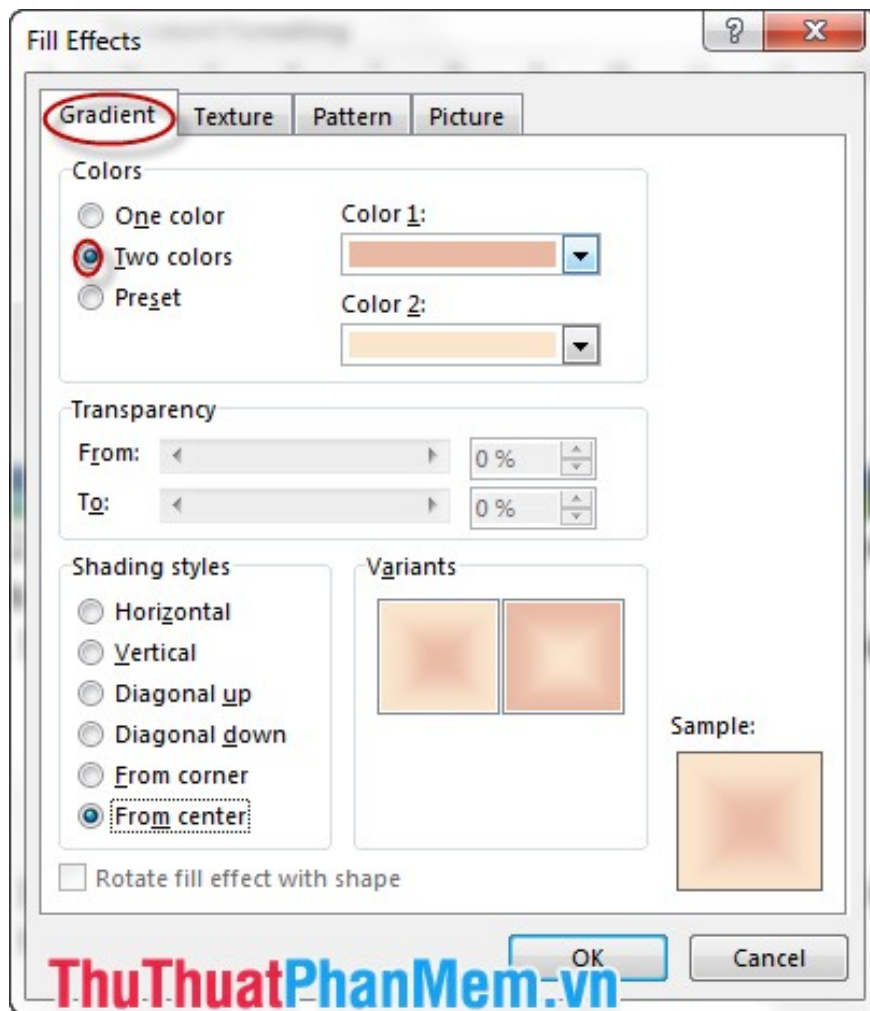 Fill Effects
Gradient
Texture
Pattern
Picture
Colors
One color
Two colors
Preset
Color 1:
Color 2:
Transparency
From:
0 %
To:
0 %
Shading styles
Horizontal
Vertical
Diagonal up
Diagonal down
From corner
From center
Variants
Sample:
Rotate fill effect with shape
OK
Cancel
ThuThuatPhanMem.vn